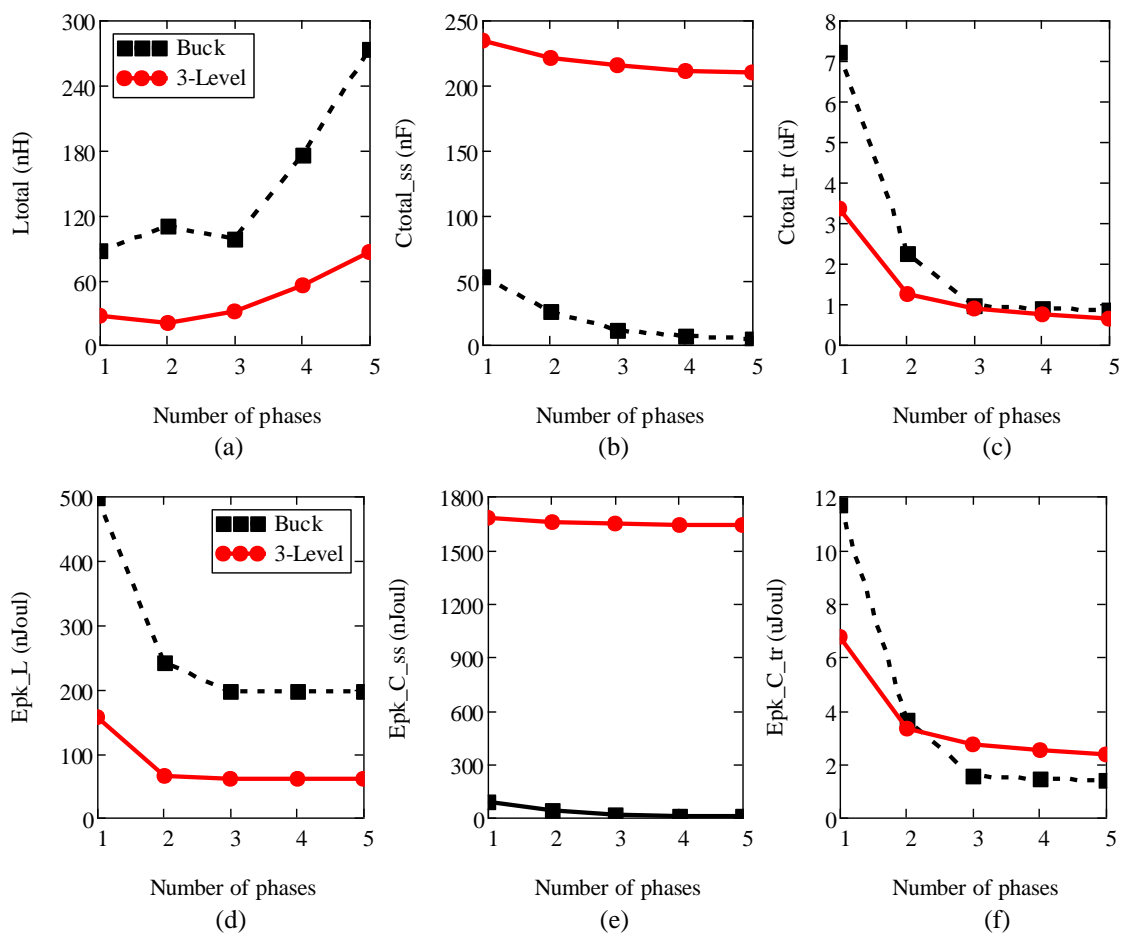 Ltotal (nH)
300
240
180
120
60
0
Buck
3-Level
1 2 3 4 5
Number of phases
(a)
Ctotal_ss (nF)
250
200
150
100
50
0
1 2 3 4 5
Number of phases
(b)
Ctotal_tr (uF)
8
7
6
5
4
3
2
1
0
1 2 3 4 5
Number of phases
(c)
Epk_L (nJoul)
500
400
300
200
100
0
Buck
3-Level
1 2 3 4 5
Number of phases
(d)
Epk_C_ss (nJoul)
1800
1500
1200
900
600
300
0
1 2 3 4 5
Number of phases
(e)
Epk_C_tr (uJoul)
12
10
8
6
4
2
0
1 2 3 4 5
Number of phases
(f)